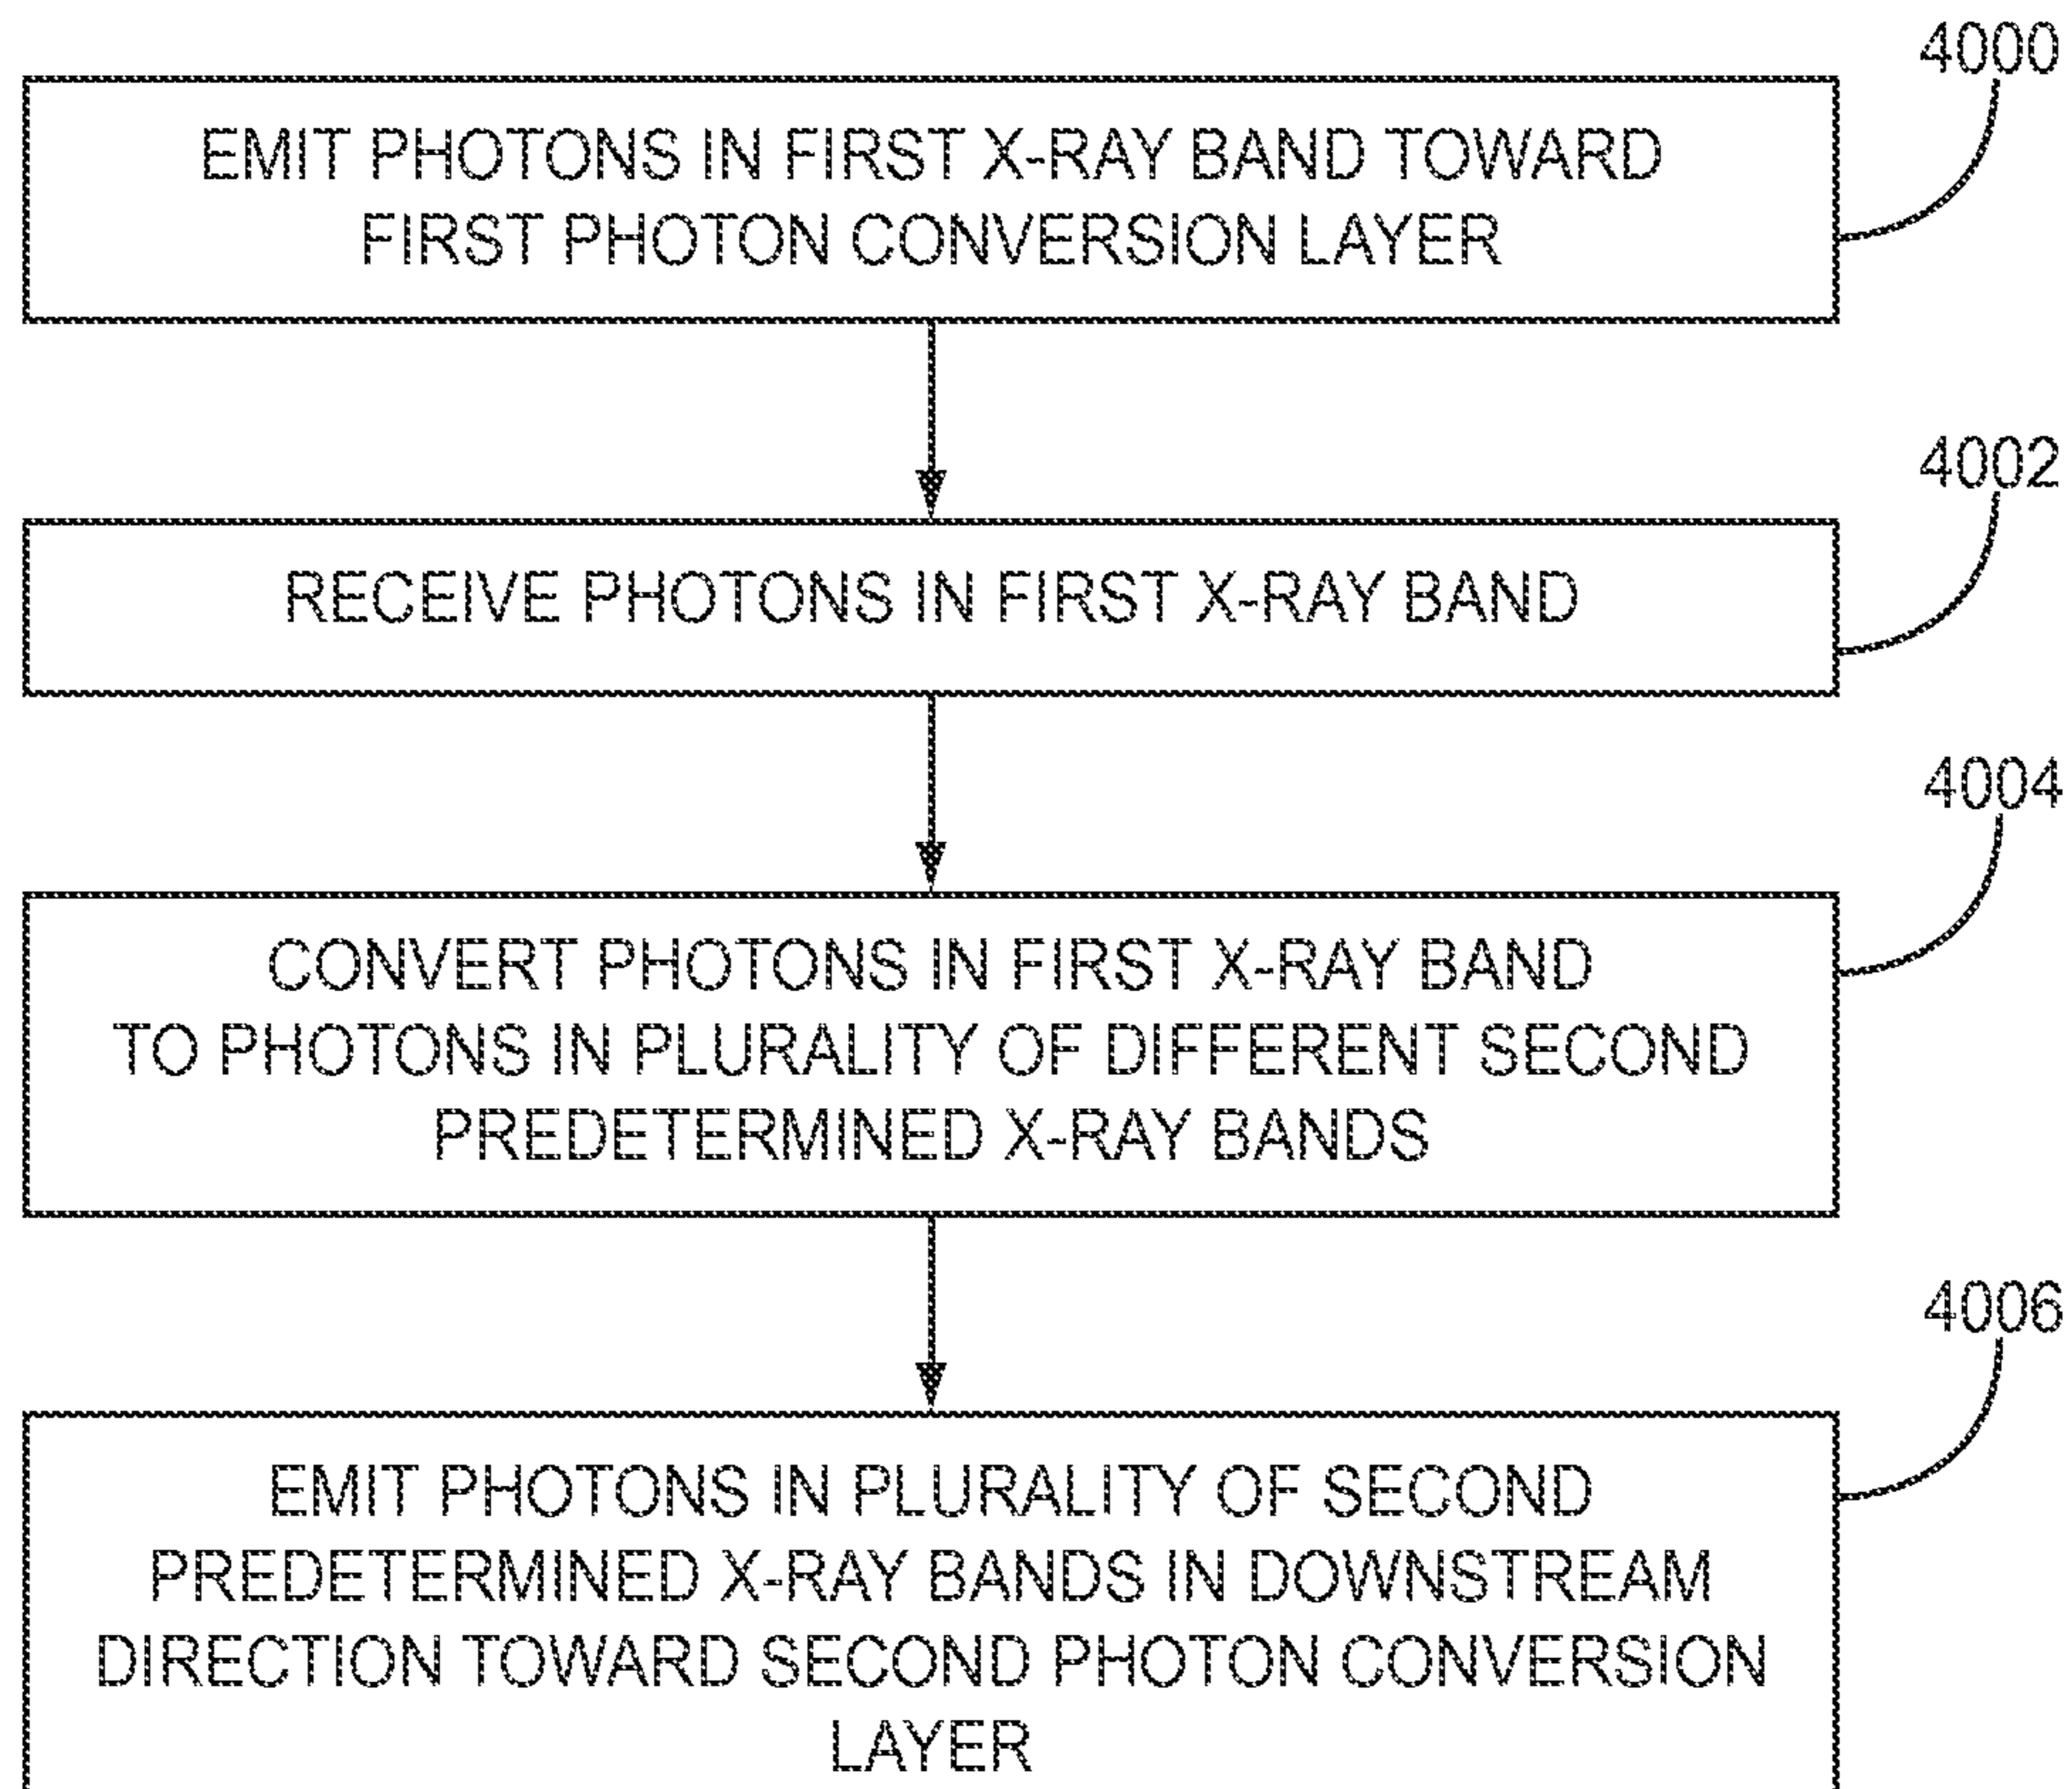 4000
EMIT PHOTONS IN FIRST X-RAY BAND TOWARD
FIRST PHOTON CONVERSION LAYER
4002
RECEIVE PHOTONS IN FIRST X-RAY BAND
4004
CONVERT PHOTONS IN FIRST X-RAY BAND
TO PHOTONS IN PLURALITY OF DIFFERENT SECOND
PREDETERMINED X-RAY BANDS
4006
EMIT PHOTONS IN PLURALITY OF SECOND
PREDETERMINED X-RAY BANDS IN DOWNSTREAM
DIRECTION TOWARD SECOND PHOTON CONVERSION
LAYER